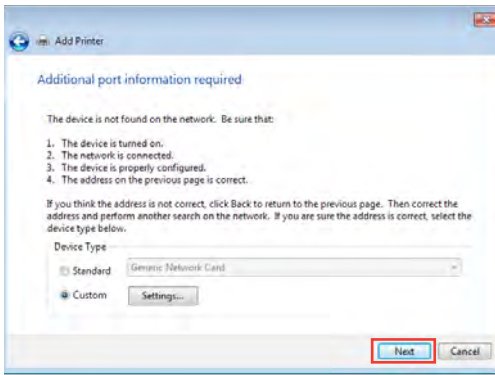 Add Printer
Additional port information required
The device is not found on the network. Be sure that:
1. The device is turned on.
2. The network is connected.
3. The device is properly configured.
4. The address on the previous page is correct.
If you think the address is not correct, click Back to return to the previous page. Then correct the
address and perform another search on the network. If you are sure the address is correct, select the
device type below.
Device Type
Standard Generic Network Card
Custom Settings...
Next Cancel